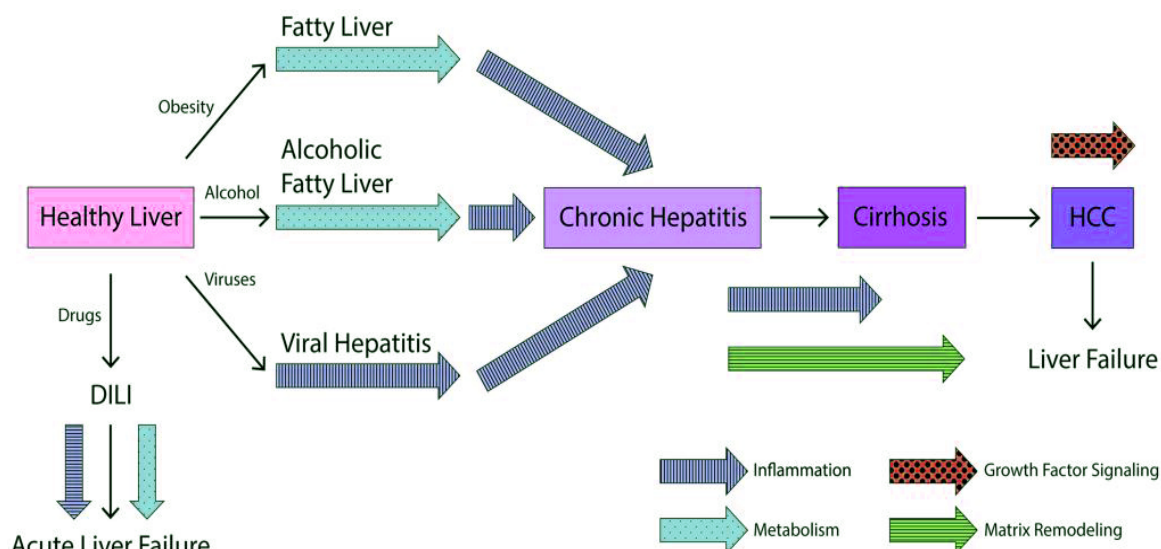 Fatty Liver
Obesity
Alcoholic
Fatty Liver
Healthy Liver
Alcohol
Chronic Hepatitis
Cirrhosis
HCC
Viruses
Drugs
Viral Hepatitis
Liver Failure
DILI
Inflammation
Growth Factor Signaling
Metabolism
Matrix Remodeling
Acute Liver Failure